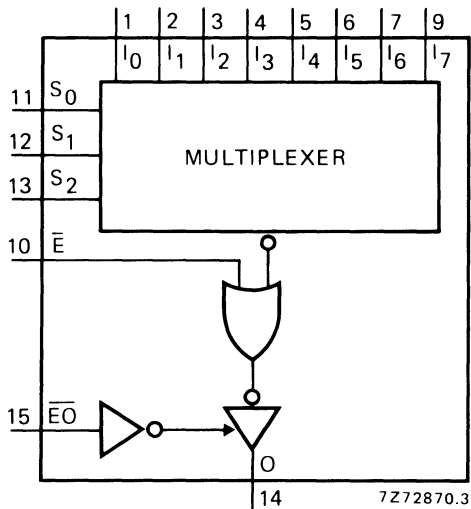 1 2 3 4 5 6 7 9
I0 I1 I2 I3 I4 I5 I6 I7
11 S0
12 S1
MULTIPLEXER
13 S2
10 E̅
15 E̅O̅
O
14 7Z72870.3